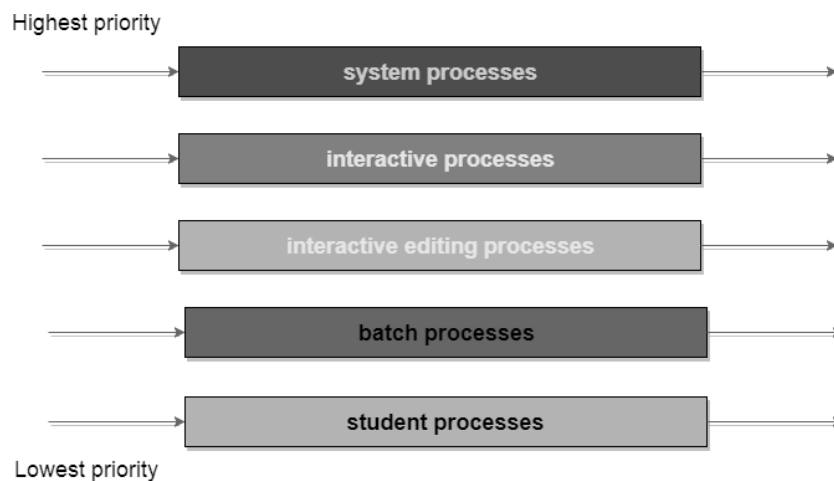 Highest priority
system processes
interactive processes
interactive editing processes
batch processes
student processes
Lowest priority